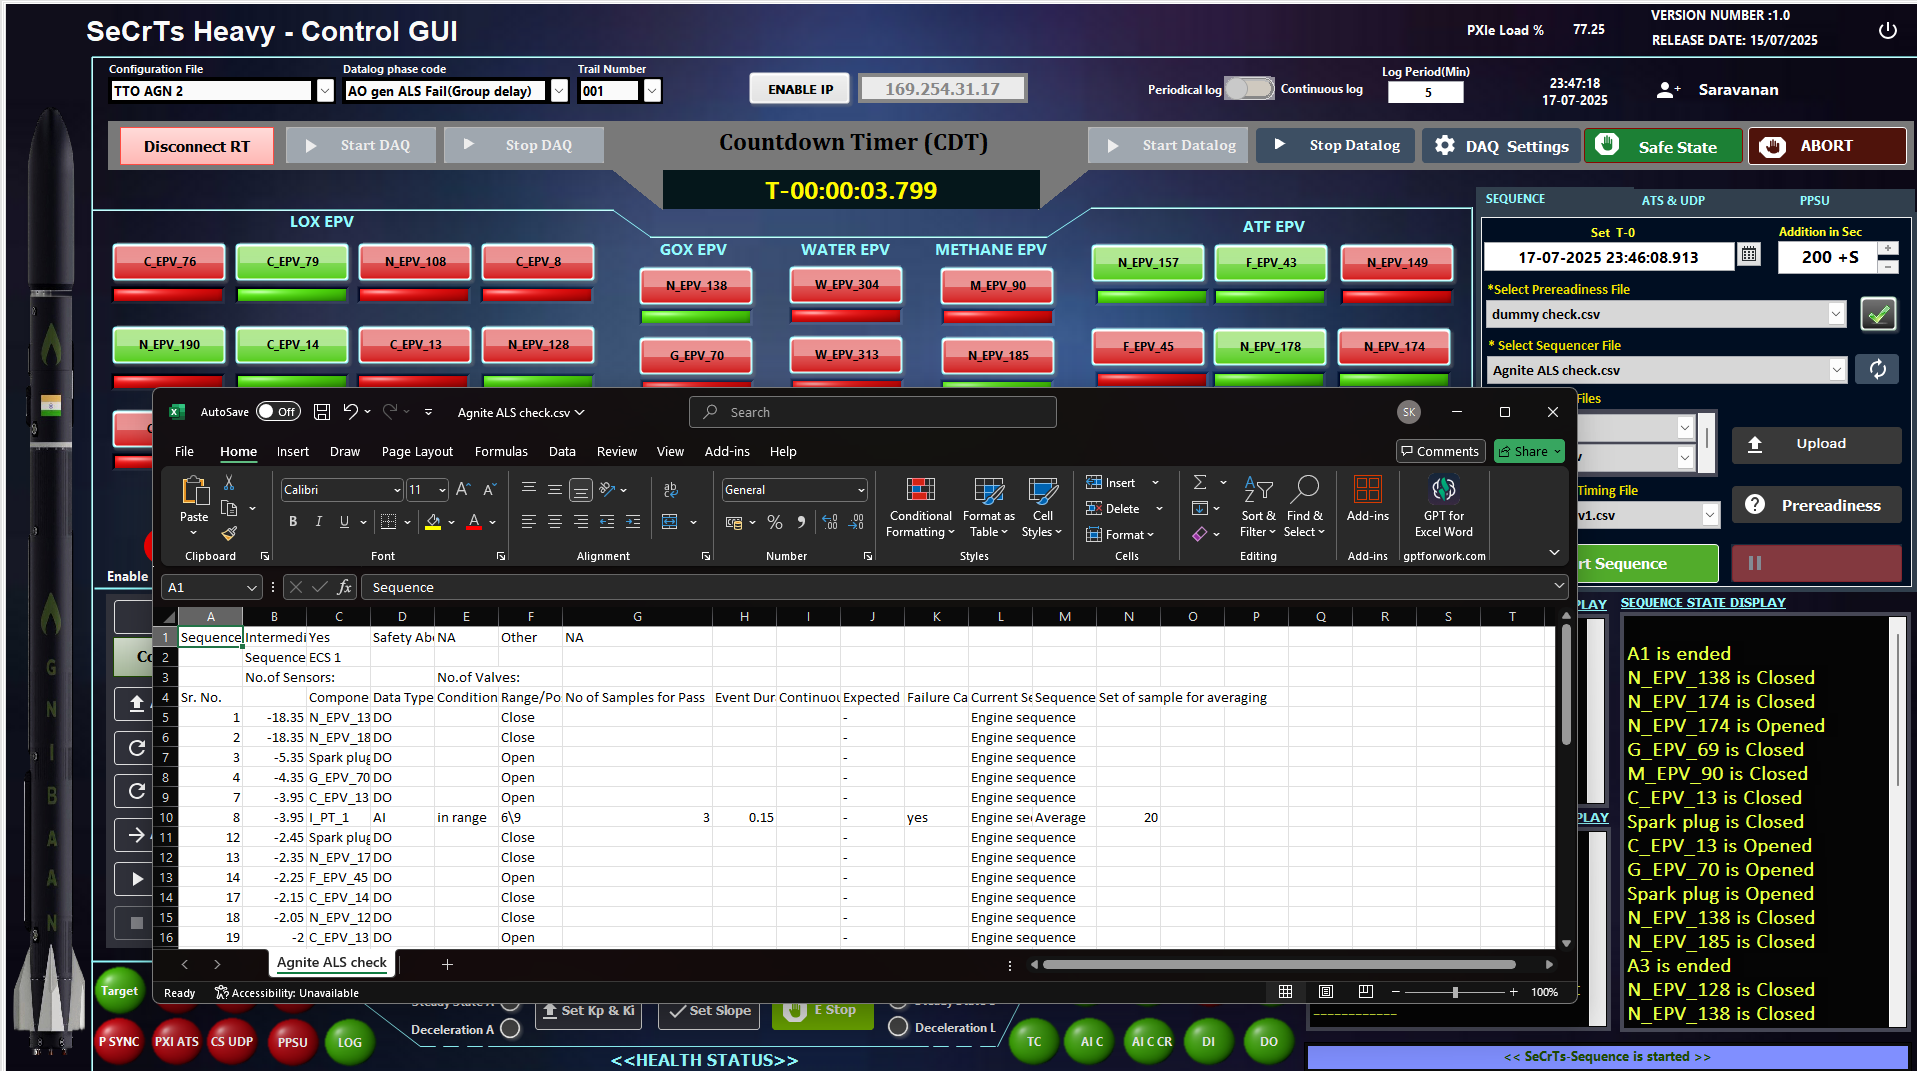 SeCrTs Heavy - Control GUI
PXIe Load %
77.25
VERSION NUMBER :1.0
RELEASE DATE: 15/07/2025
Configuration File
Datalog phase code
Trail Number
TTO AGN 2
AO gen ALS Fail(Group delay)
001
ENABLE IP
169.254.31.17
Periodical log
Continuous log
Log Period(Min)
5
23:47:18
17-07-2025
Saravanan
Disconnect RT
Start DAQ
Stop DAQ
Countdown Timer (CDT)
T-00:00:03.799
Start Datalog
Stop Datalog
DAQ Settings
Safe State
ABORT
LOX EPV
GOX EPV
WATER EPV
METHANE EPV
ATF EPV
C_EPV_76
C_EPV_79
N_EPV_108
C_EPV_8
N_EPV_138
W_EPV_304
M_EPV_90
N_EPV_157
F_EPV_43
N_EPV_149
N_EPV_190
C_EPV_14
C_EPV_13
N_EPV_128
G_EPV_70
W_EPV_313
N_EPV_185
F_EPV_45
N_EPV_178
N_EPV_174
SEQUENCE
ATS & UDP
PPSU
Set T-0
Addition in Sec
17-07-2025 23:46:08.913
200 +S
*Select Prereadiness File
dummy check.csv
* Select Sequencer File
Agnite ALS check.csv
Files
Upload
Timing File
v1.csv
Prereadiness
rt Sequence
AutoSave
Off
Agnite ALS check.csv
Search
SK
File
Home
Insert
Draw
Page Layout
Formulas
Data
Review
View
Add-ins
Help
Comments
Share
Paste
Calibri
11
General
Conditional Formatting
Format as Table
Cell Styles
Insert
Delete
Format
Sort & Filter
Find & Select
Add-ins
GPT for Excel Word
Clipboard
Font
Alignment
Number
Styles
Cells
Editing
Add-ins
gptforwork.com
Enable
A1
fx
Sequence
A B C D E F G H I J K L M N O P Q R S T
1 Sequence Intermedi Yes Safety Abo NA Other NA
2 Sequence ECS 1
3 No.of Sensors: No.of Valves:
4 Sr. No. Compone Data Type Condition Range/Po No of Samples for Pass Event Dur Continuou Expected Failure Ca Current Se Sequence Set of sample for averaging
5 1 -18.35 N_EPV_13 DO Close - Engine sequence
6 2 -18.35 N_EPV_18 DO Close - Engine sequence
7 3 -5.35 Spark plug DO Open - Engine sequence
8 4 -4.35 G_EPV_70 DO Open - Engine sequence
9 7 -3.95 C_EPV_13 DO Open - Engine sequence
10 8 -3.95 I_PT_1 AI in range 6\9 3 0.15 - yes Engine se Average 20
11 12 -2.45 Spark plug DO Close - Engine sequence
12 13 -2.35 N_EPV_17 DO Close - Engine sequence
13 14 -2.25 F_EPV_45 DO Open - Engine sequence
14 17 -2.15 C_EPV_14 DO Close - Engine sequence
15 18 -2.05 N_EPV_12 DO Close - Engine sequence
16 19 -2 C_EPV_13 DO Open - Engine sequence
Agnite ALS check
Ready
Accessibility: Unavailable
100%
PLAY
SEQUENCE STATE DISPLAY
PLAY
A1 is ended
N_EPV_138 is Closed
N_EPV_174 is Closed
N_EPV_174 is Opened
G_EPV_69 is Closed
M_EPV_90 is Closed
C_EPV_13 is Closed
Spark plug is Closed
C_EPV_13 is Opened
G_EPV_70 is Opened
Spark plug is Opened
N_EPV_138 is Closed
N_EPV_185 is Closed
A3 is ended
N_EPV_128 is Closed
N_EPV_138 is Closed
AGNIBAAN
Target
P SYNC
PXI ATS
CS UDP
PPSU
LOG
Deceleration A
Set Kp & Ki
Set Slope
E Stop
Deceleration L
<<HEALTH STATUS>>
TC
AI C
AI C CR
DI
DO
------------
<< SeCrTs-Sequence is started >>